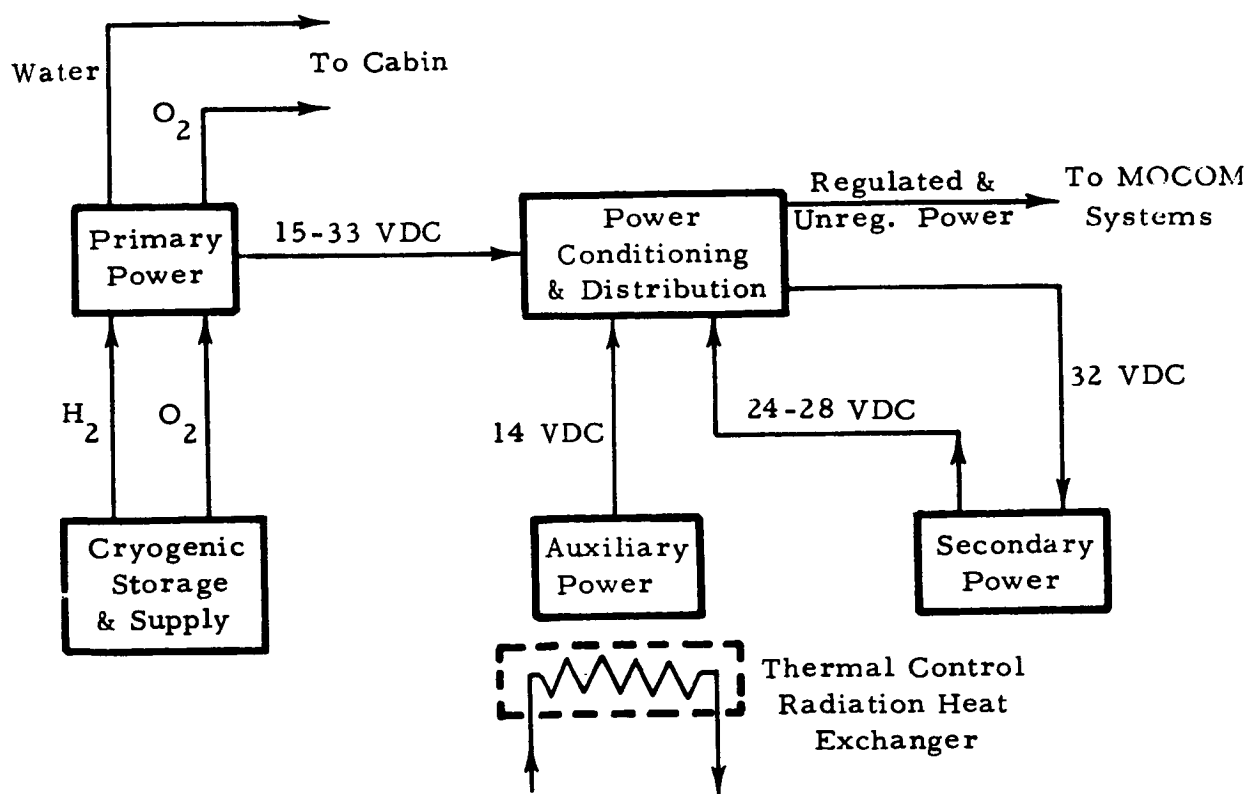 Water
To Cabin
O2
Primary
Power
15-33 VDC
Power
Conditioning
& Distribution
Regulated &
Unreg. Power
To MOCOM
Systems
H2
O2
14 VDC
24-28 VDC
32 VDC
Cryogenic
Storage
& Supply
Auxiliary
Power
Secondary
Power
Thermal Control
Radiation Heat
Exchanger